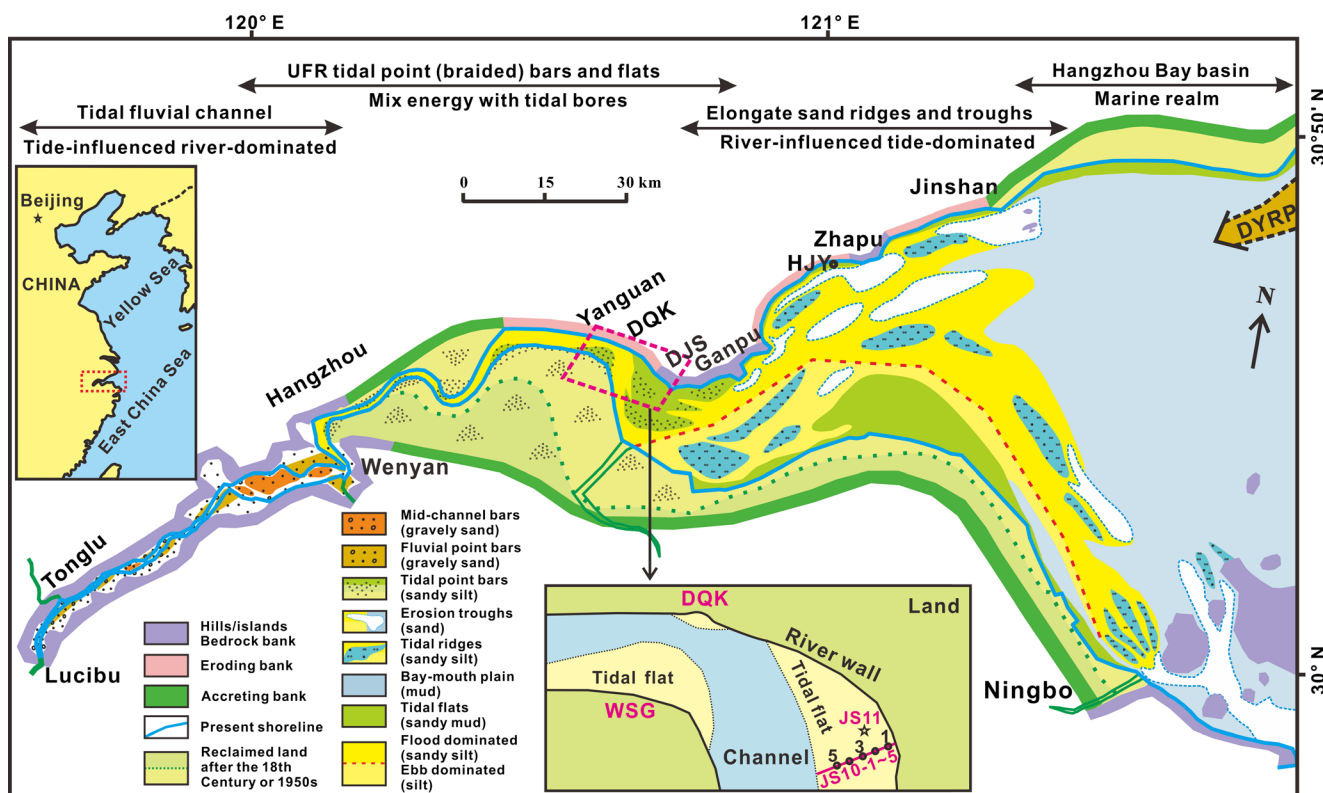 120° E
121° E
UFR tidal point (braided) bars and flats
Mix energy with tidal bores
Hangzhou Bay basin
Marine realm
Tidal fluvial channel
Tide-influenced river-dominated
Elongate sand ridges and troughs
River-influenced tide-dominated
30°50' N
Beijing
CHINA
Yellow Sea
East China Sea
0 15 30 km
Jinshan
DYRP
Zhapu
HJY
N
Yanguan
DQK
DJS
Ganpu
Hangzhou
Wenyan
Tonglu
Lucibu
Ningbo
30° N
Hills/islands
Bedrock bank
Eroding bank
Accreting bank
Present shoreline
Reclaimed land
after the 18th
Century or 1950s
Mid-channel bars
(gravely sand)
Fluvial point bars
(gravely sand)
Tidal point bars
(sandy silt)
Erosion troughs
(sand)
Tidal ridges
(sandy silt)
Bay-mouth plain
(mud)
Tidal flats
(sandy mud)
Flood dominated
(sandy silt)
Ebb dominated
(silt)
DQK
Land
River wall
Tidal flat
WSG
Tidal flat
JS11
Channel
5 3 1
JS10-1~5